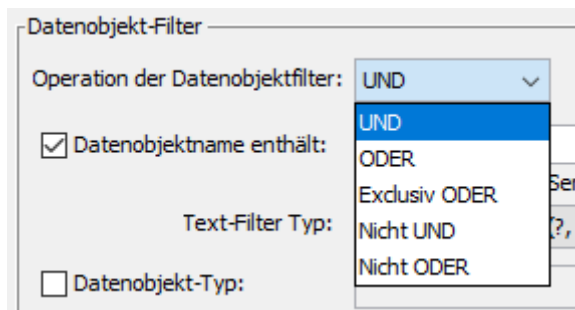 Datenobjekt-Filter
Operation der Datenobjektfilter: UND
UND
Datenobjektname enthält:
ODER
Exclusiv ODER
Text-Filter Typ:
Nicht UND
(?,
Nicht ODER
Datenobjekt-Typ: